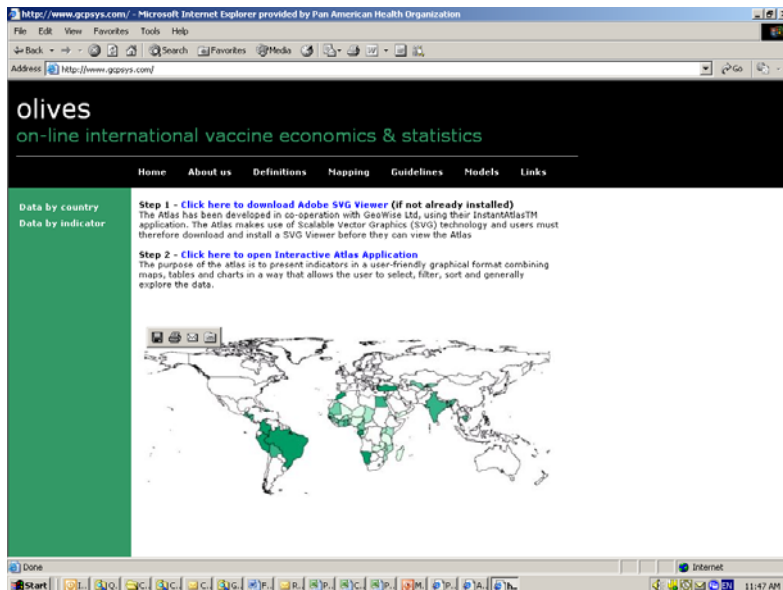 http://www.gcpsys.com/ - Microsoft Internet Explorer provided by Pan American Health Organization
File Edit View Favorites Tools Help
Back Search Favorites Media
Address http://www.gcpsys.com/ Go
olives
on-line international vaccine economics & statistics
Home About us Definitions Mapping Guidelines Models Links
Data by country
Data by indicator
Step 1 - Click here to download Adobe SVG Viewer (if not already installed)
The Atlas has been developed in co-operation with GeoWise Ltd, using their InstantAtlasTM
application. The Atlas makes use of Scalable Vector Graphics (SVG) technology and users must
therefore download and install a SVG Viewer before they can view the Atlas
Step 2 - Click here to open Interactive Atlas Application
The purpose of the atlas is to present indicators in a user-friendly graphical format combining
maps, tables and charts in a way that allows the user to select, filter, sort and generally
explore the data.
Done Internet
Start EN 11:47 AM